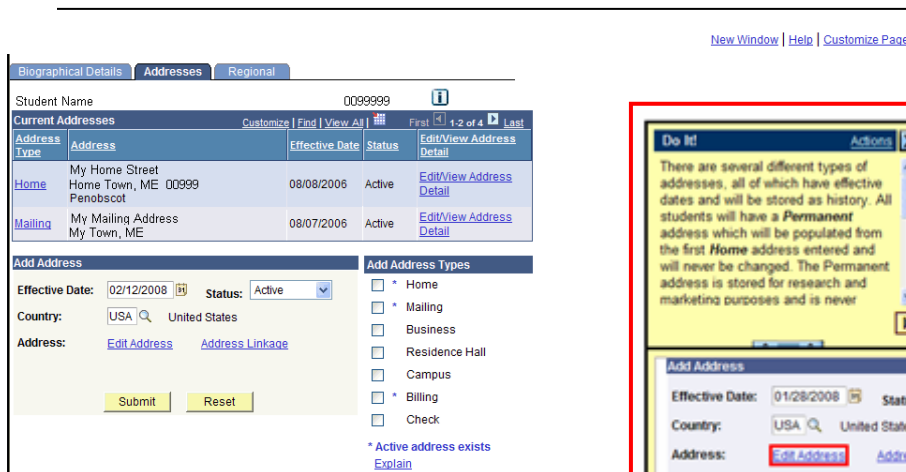 New Window | Help | Customize Page
Biographical Details Addresses Regional
Student Name 0099999
Current Addresses Customize | Find | View All | First 1-2 of 4 Last
Address Type Address Effective Date Status Edit/View Address Detail
Home My Home Street 08/08/2006 Active Edit/View Address Detail
Home Town, ME 00999
Penobscot
Mailing My Mailing Address 08/07/2006 Active Edit/View Address Detail
My Town, ME
Add Address
Effective Date: 02/12/2008 Status: Active
Country: USA United States
Address: Edit Address Address Linkage
Submit Reset
Add Address Types
* Home
* Mailing
Business
Residence Hall
Campus
* Billing
Check
* Active address exists
Explain
Do It! Actions
There are several different types of
addresses, all of which have effective
dates and will be stored as history. All
students will have a Permanent
address which will be populated from
the first Home address entered and
will never be changed. The Permanent
address is stored for research and
marketing purposes and is never
Add Address
Effective Date: 01/28/2008
Country: USA United State
Address: Edit Address